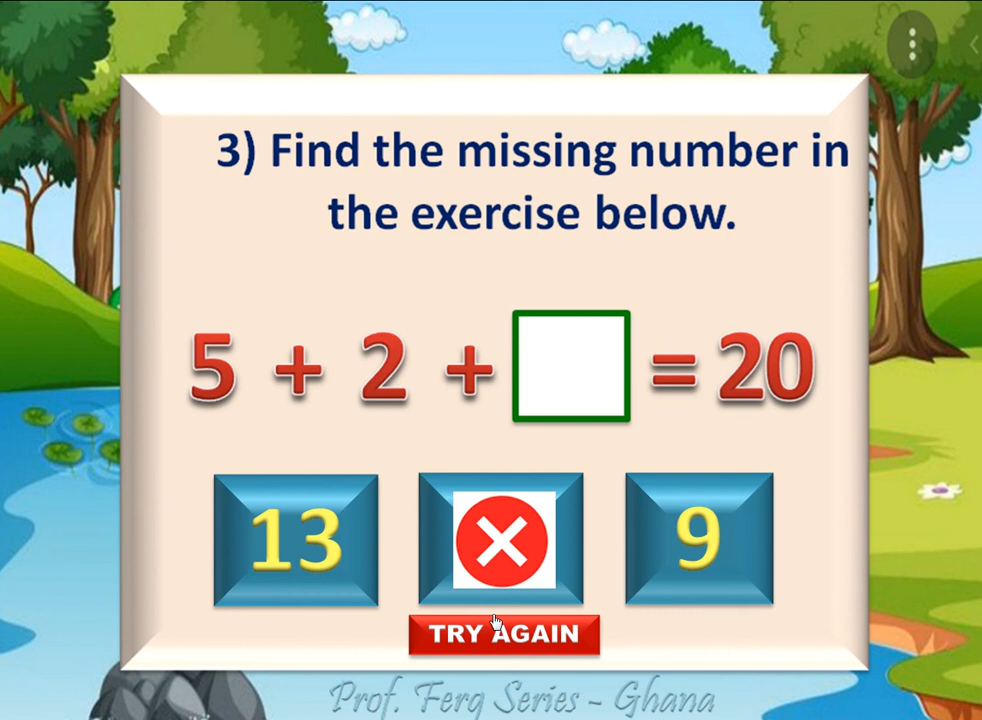 3) Find the missing number in
the exercise below.
5 + 2 + = 20
13 9
TRY AGAIN
Prof. Ferq Series - Ghana